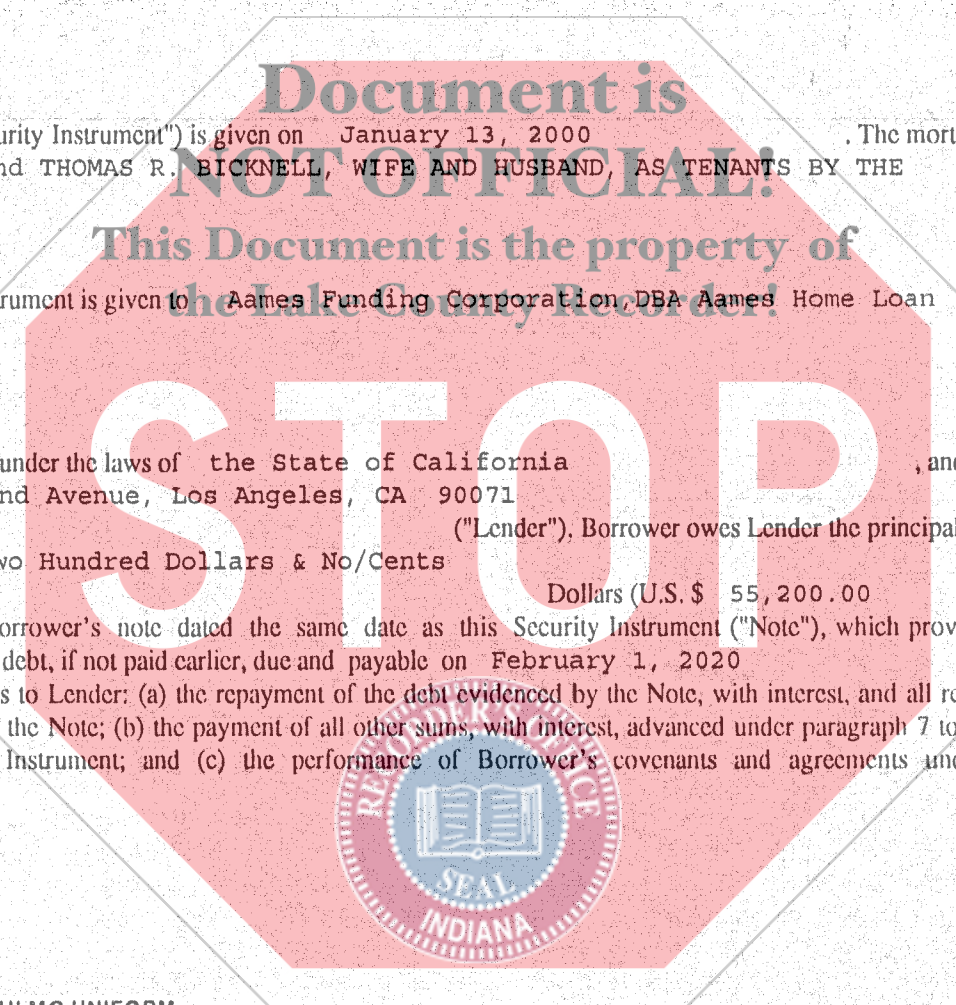 Document is
urity Instrument") is given on January 13, 2000 . The mort
nd THOMAS R. BICKNELL, WIFE AND HUSBAND, AS TENANTS BY THE
NOT OFFICIAL!
This Document is the property of
trument is given to Aames Funding Corporation,DBA Aames Home Loan
the Lake County Recorder!
STOP
under the laws of the State of California , and
nd Avenue, Los Angeles, CA 90071
("Lender"). Borrower owes Lender the principal
wo Hundred Dollars & No/Cents
Dollars (U.S. $ 55,200.00
orrower's note dated the same date as this Security Instrument ("Note"), which prov
debt, if not paid earlier, due and payable on February 1, 2020
s to Lender: (a) the repayment of the debt evidenced by the Note, with interest, and all re
the Note; (b) the payment of all other sums, with interest, advanced under paragraph 7 to
Instrument; and (c) the performance of Borrower's covenants and agreements und
RECORDER'S OFFICE
SEAL
INDIANA
UNIFORM